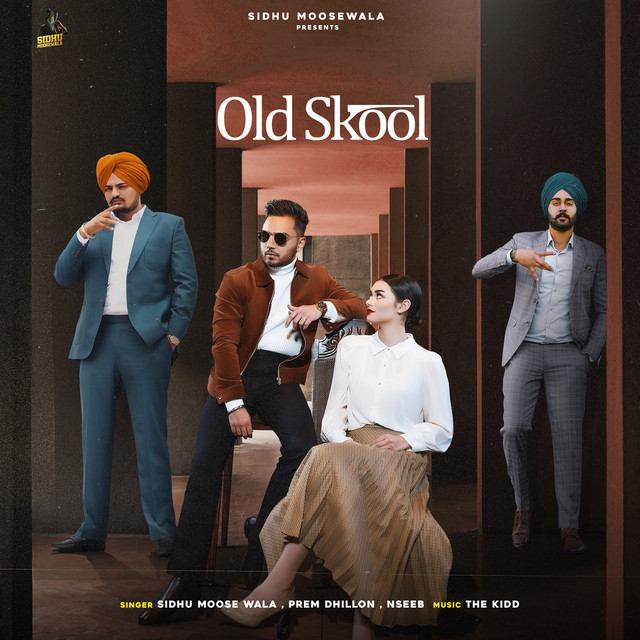 SIDHU MOOSEWALA
PRESENTS
SIDHU
MOOSEWALA
Old Skool
SINGER SIDHU MOOSE WALA , PREM DHILLON , NSEEB MUSIC THE KIDD